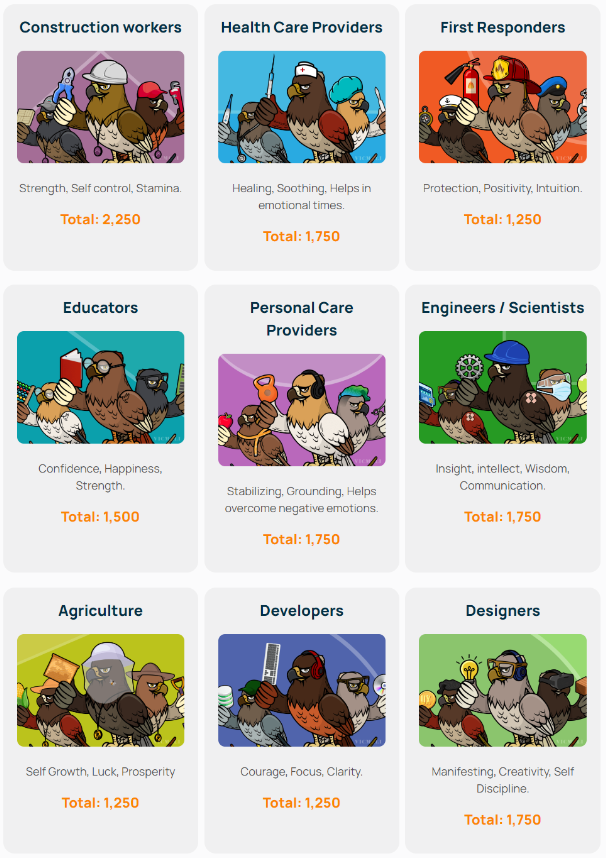 Construction workers
Strength, Self control, Stamina.
Total: 2,250
Health Care Providers
Healing, Soothing, Helps in
emotional times.
Total: 1,750
First Responders
Protection, Positivity, Intuition.
Total: 1,250
Educators
Confidence, Happiness,
Strength.
Total: 1,500
Personal Care
Providers
Stabilizing, Grounding, Helps
overcome negative emotions.
Total: 1,750
Engineers / Scientists
Insight, intellect, Wisdom,
Communication.
Total: 1,750
Agriculture
Self Growth, Luck, Prosperity
Total: 1,250
Developers
Courage, Focus, Clarity.
Total: 1,250
Designers
Manifesting, Creativity, Self
Discipline.
Total: 1,750